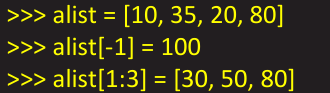 >>> alist = [10, 35, 20, 80]
>>> alist[-1] = 100
>>> alist[1:3] = [30, 50, 80]